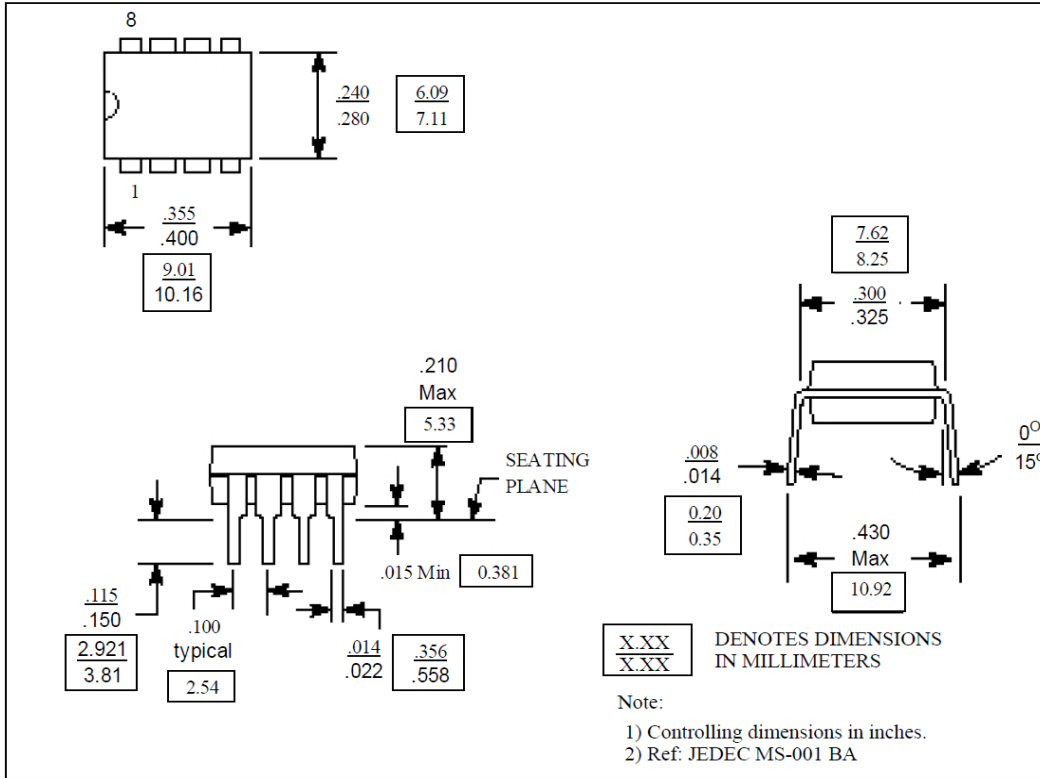 8
.240 6.09
.280 7.11
1
.355
.400
9.01
10.16
7.62
8.25
.300
.325
.210
Max
5.33
SEATING
PLANE
.008
.014
0.20
0.35
0°
15°
.430
Max
10.92
.015 Min 0.381
.115
.150
2.921
3.81
.100
typical
2.54
.014 .356
.022 .558
X.XX DENOTES DIMENSIONS
X.XX IN MILLIMETERS
Note:
1) Controlling dimensions in inches.
2) Ref: JEDEC MS-001 BA